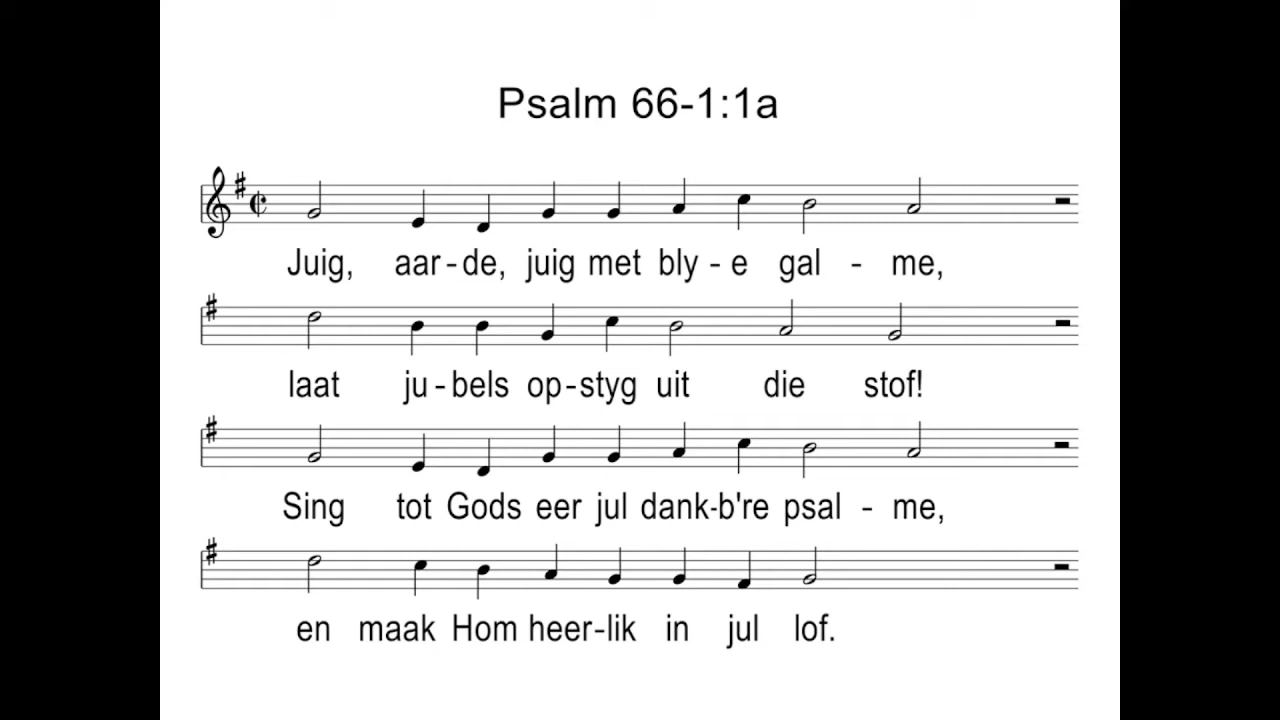 Psalm 66-1:1a
Juig, aar-de, juig met bly-e gal-me,
laat ju-bels op-styg uit die stof!
Sing tot Gods eer jul dank-b're psal-me,
en maak Hom heer-lik in jul lof.